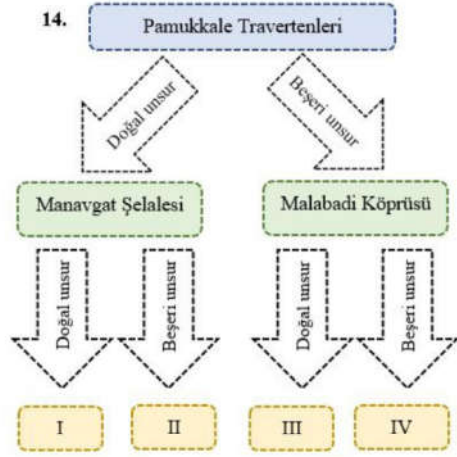 14.
Pamukkale Travertenleri
Doğal unsur
Beşeri unsur
Manavgat Şelalesi
Malabadi Köprüsü
Doğal unsur
Beşeri unsur
Doğal unsur
Beşeri unsur
I
II
III
IV